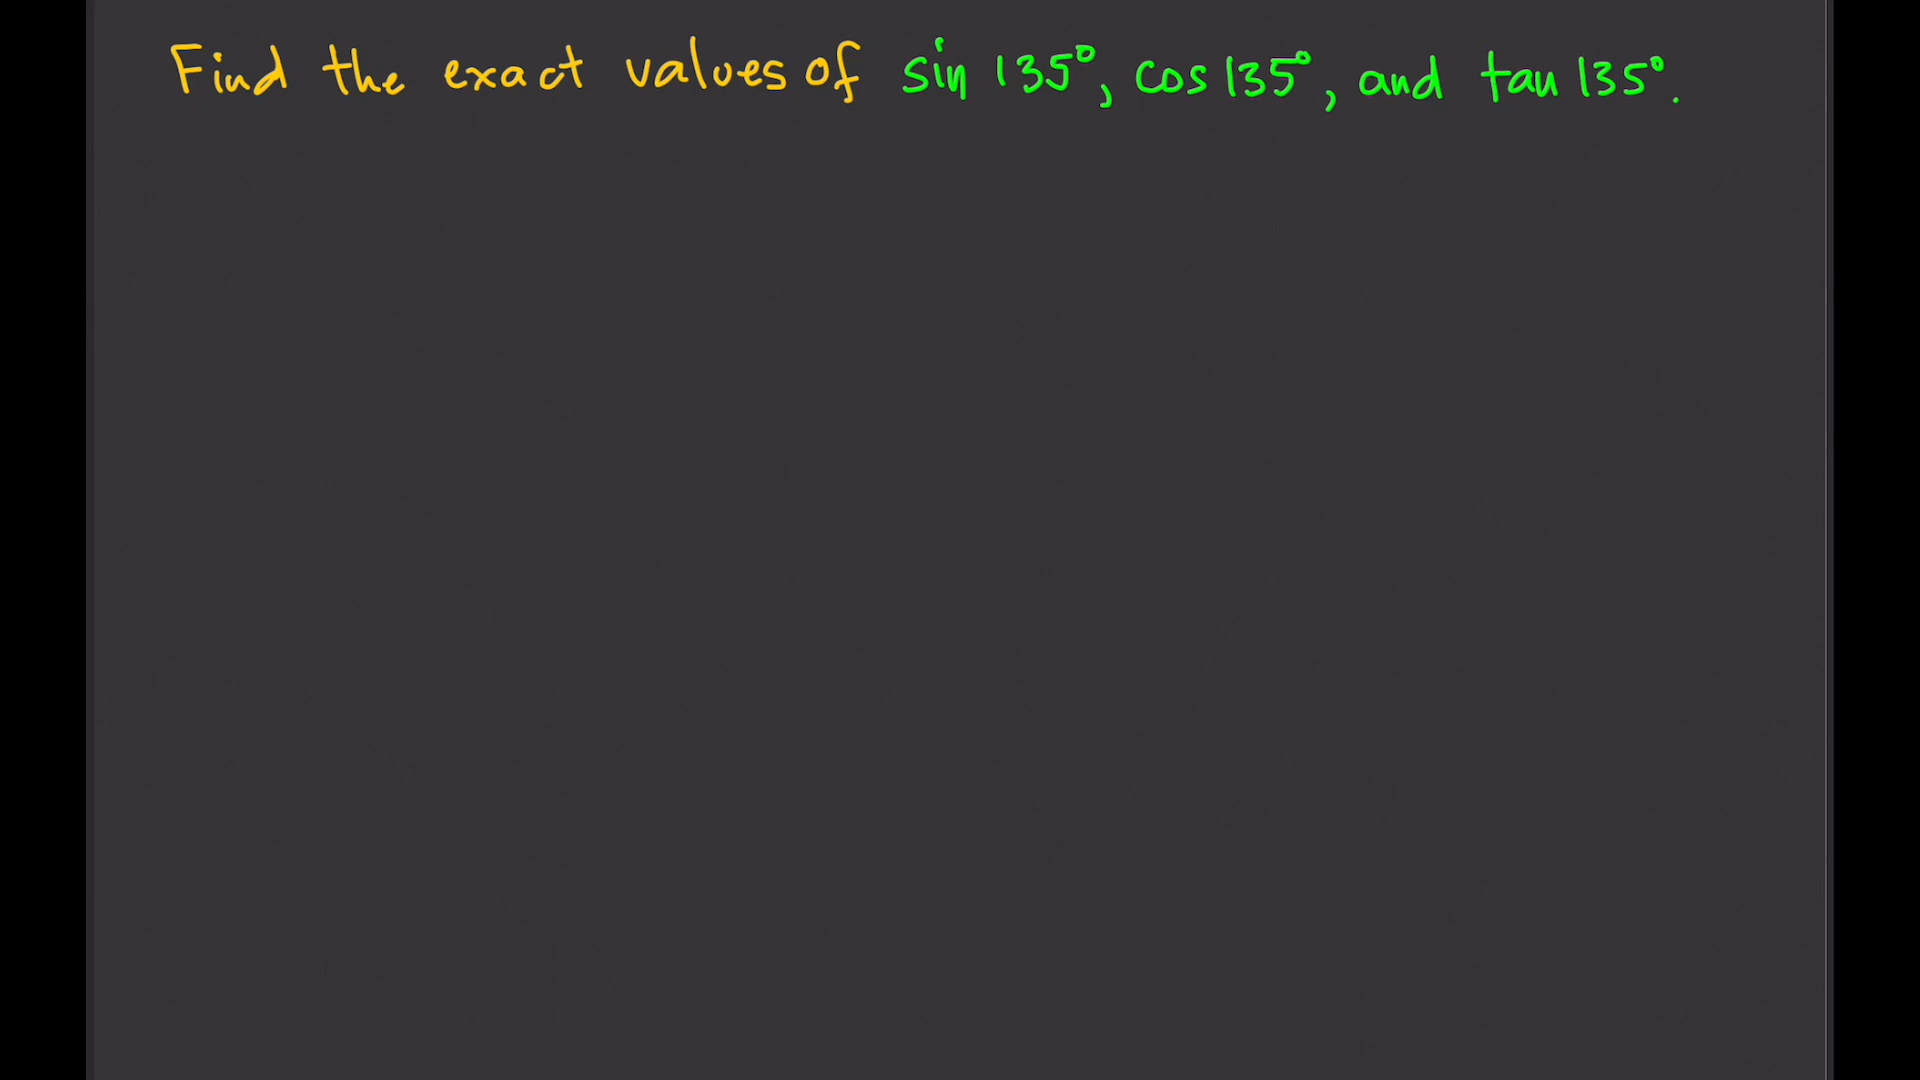 Find the exact values of sin 135°, cos 135°, and tan 135°.